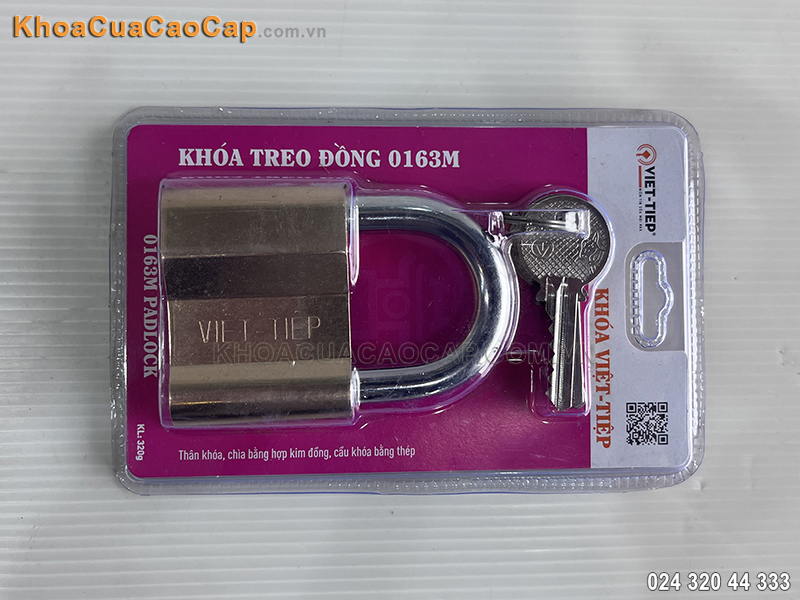 KhoaCuaCaoCap.com.vn
KHÓA TREO ĐỒNG 0163M
VIET-TIEP®
0163M PADLOCK
VIET-TIEP
KHOACUACAOCAP.COM.VN
KHÓA VIỆT-TIỆP
KL: 320g
Thân khóa, chìa bằng hợp kim đồng, cầu khóa bằng thép
024 320 44 333